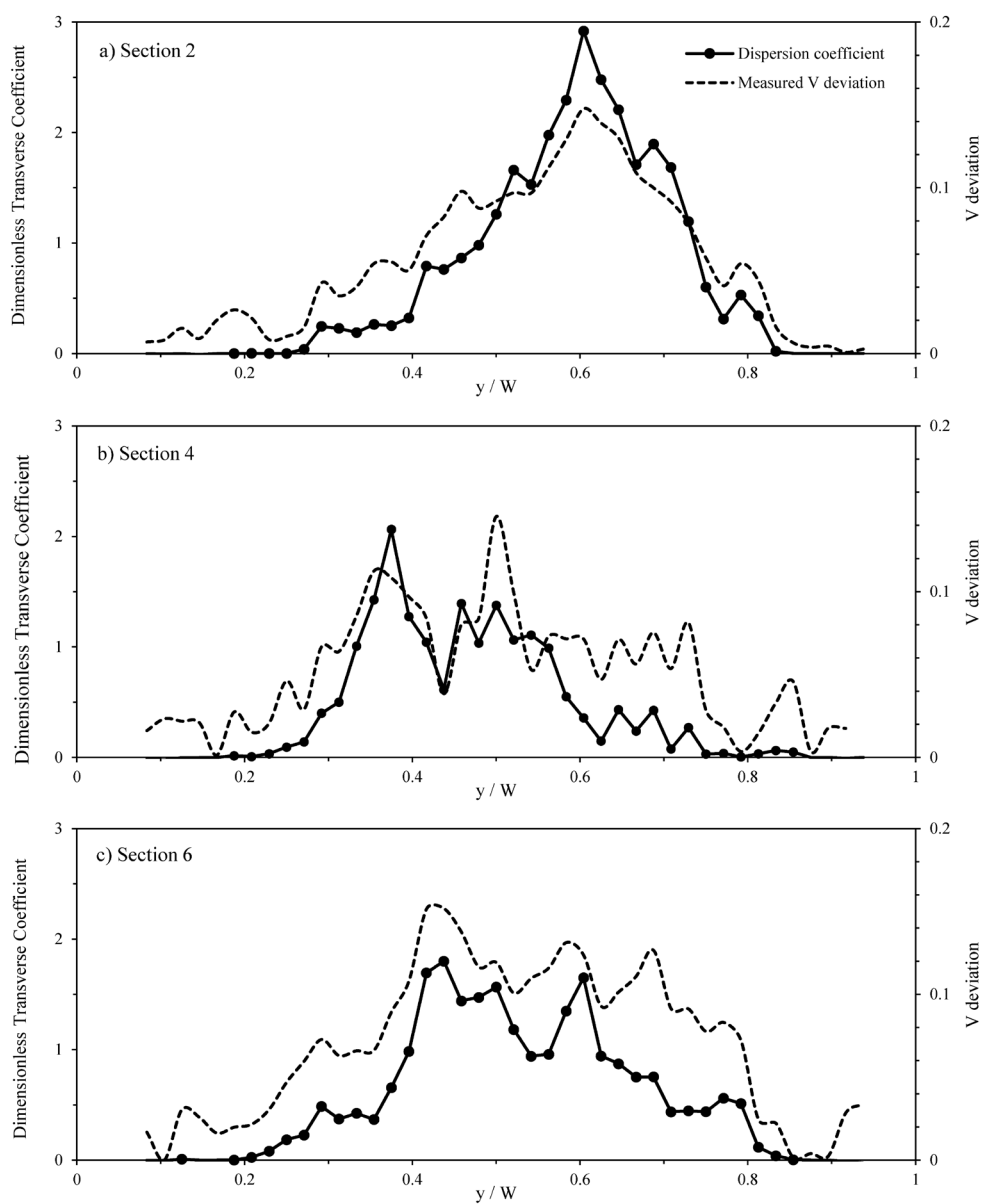 a) Section 2
Dispersion coefficient
Measured V deviation
Dimensionless Transverse Coefficient
3
2
1
0
0.2
0.1
0
V deviation
0 0.2 0.4 0.6 0.8 1
y / W
b) Section 4
Dimensionless Transverse Coefficient
3
2
1
0
0.2
0.1
0
V deviation
0 0.2 0.4 0.6 0.8 1
y / W
c) Section 6
Dimensionless Transverse Coefficient
3
2
1
0
0.2
0.1
0
V deviation
0 0.2 0.4 0.6 0.8 1
y / W